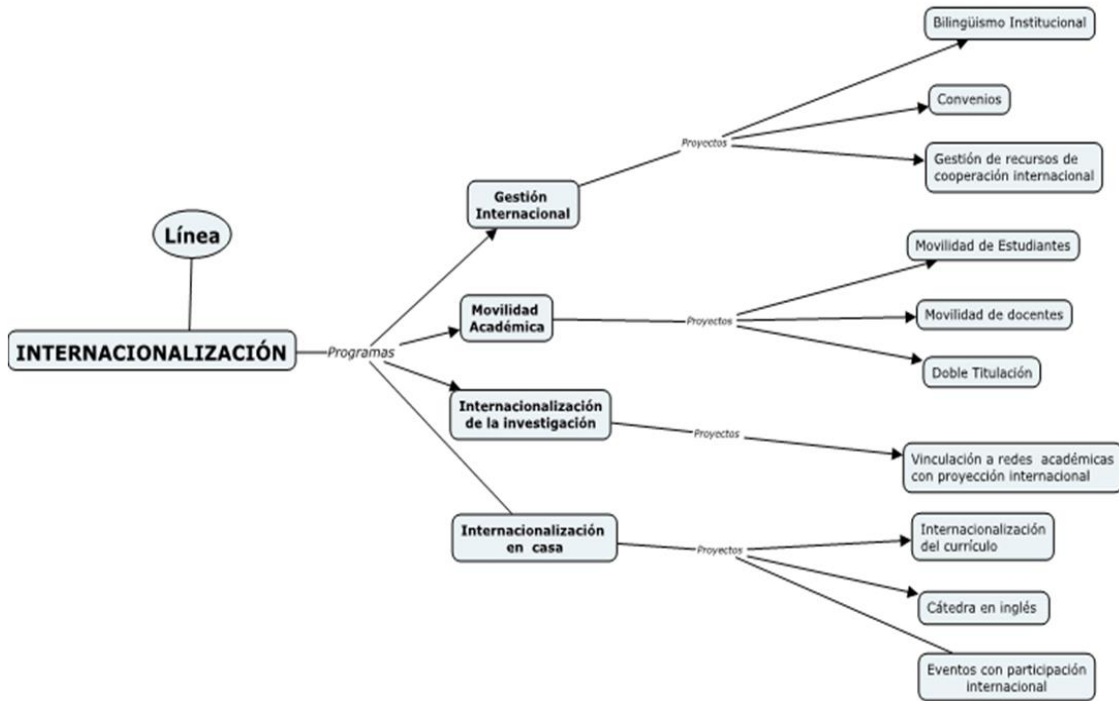 Línea
INTERNACIONALIZACIÓN
Programas
Gestión
Internacional
Proyectos
Bilingüismo Institucional
Convenios
Gestión de recursos de
cooperación internacional
Movilidad
Académica
Proyectos
Movilidad de Estudiantes
Movilidad de docentes
Doble Titulación
Internacionalización
de la investigación
Proyectos
Vinculación a redes académicas
con proyección internacional
Internacionalización
en casa
Proyectos
Internacionalización
del currículo
Cátedra en inglés
Eventos con participación
internacional